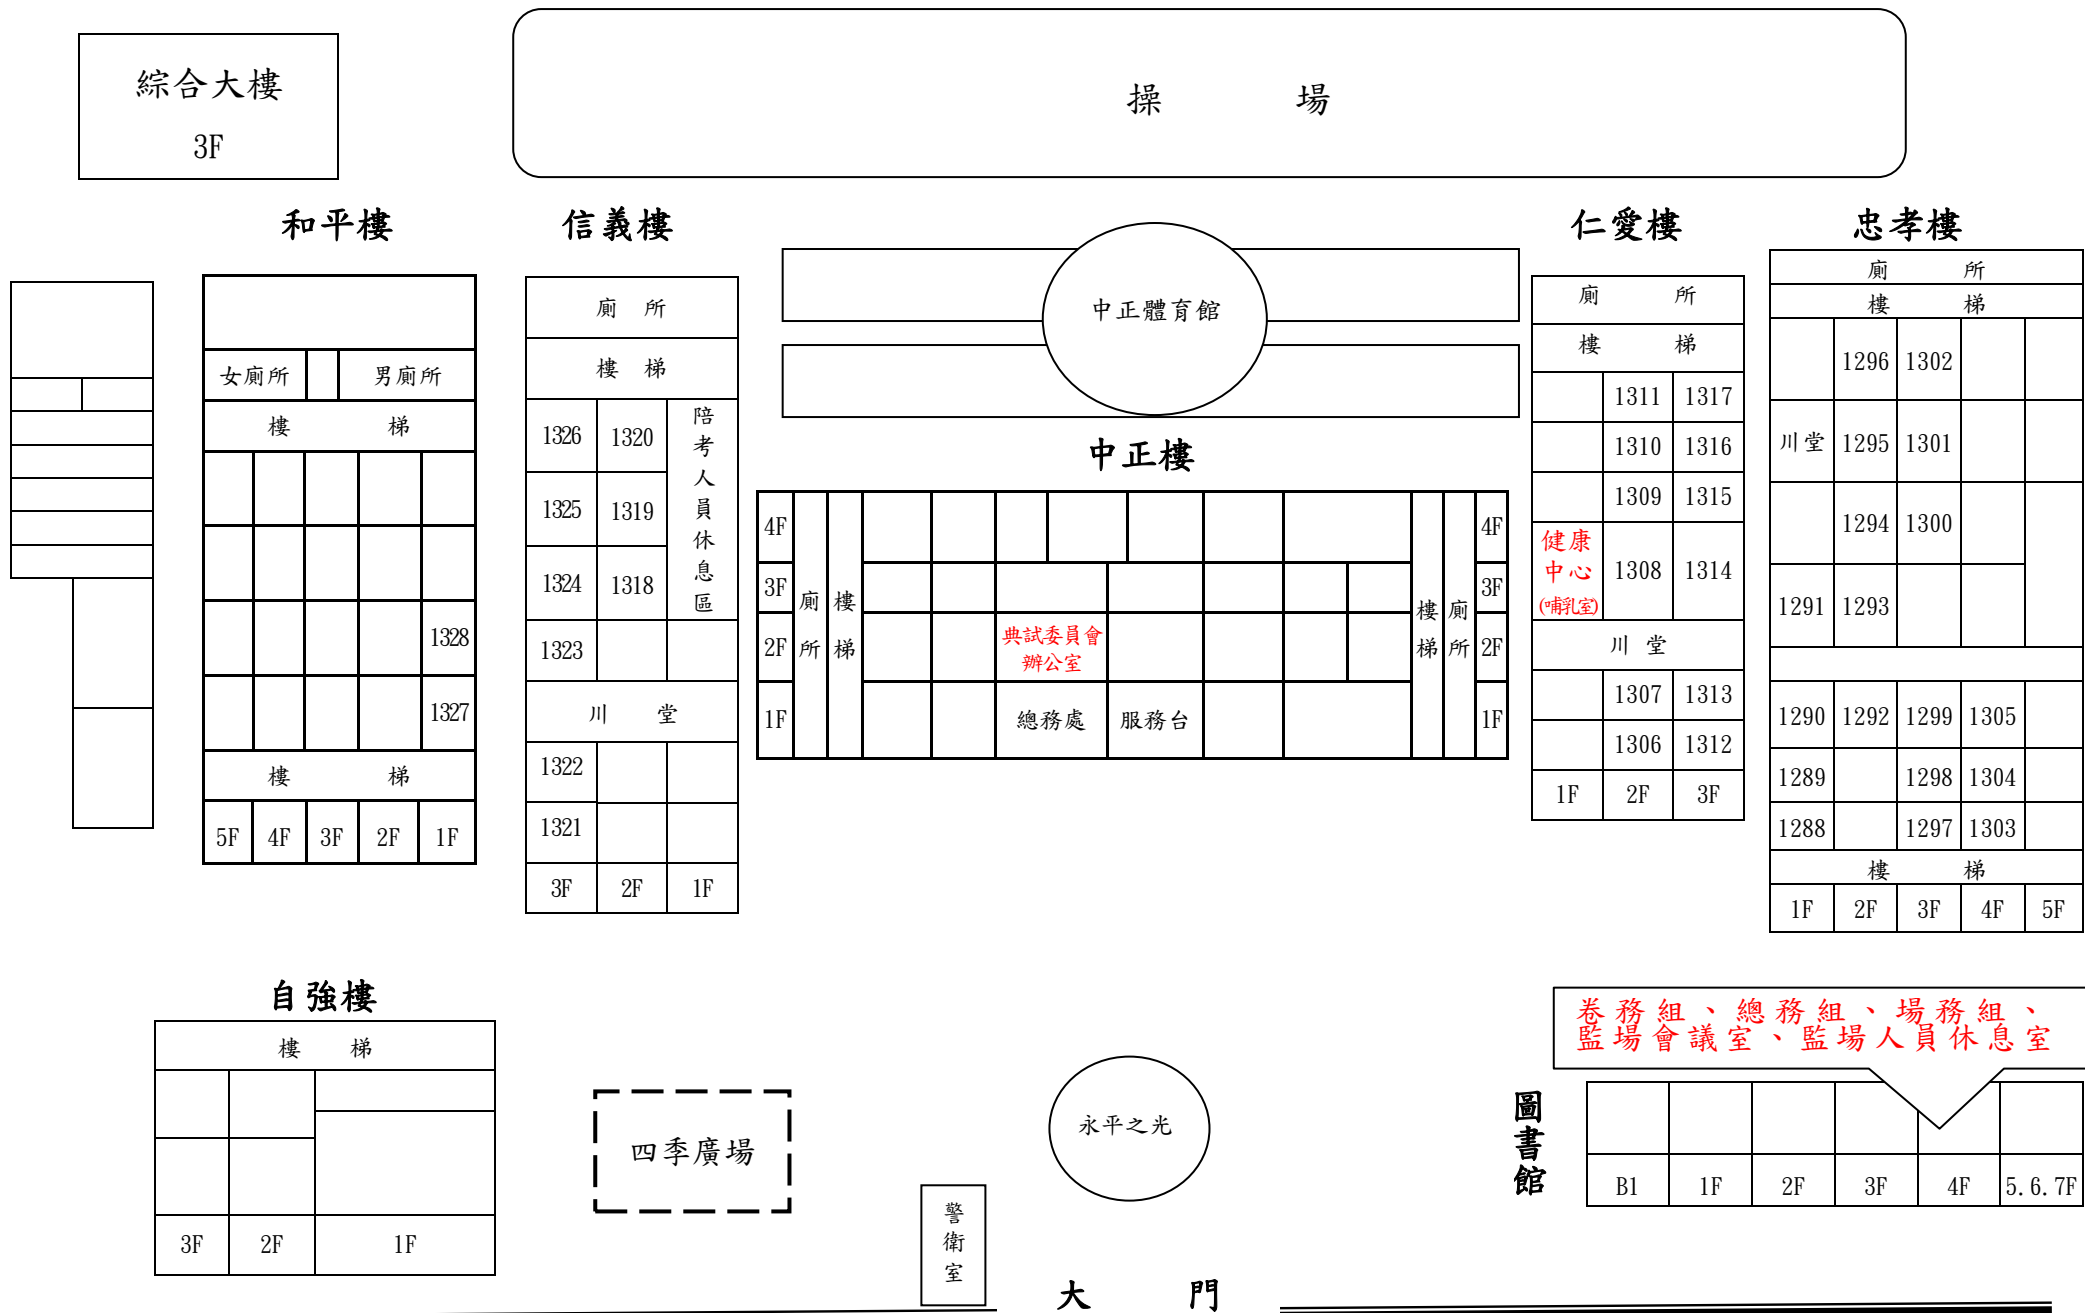 綜合大樓
3F
操 場
和平樓
信義樓
仁愛樓
忠孝樓
女廁所 男廁所
樓 梯
1328
1327
樓 梯
5F 4F 3F 2F 1F
廁 所
樓 梯
1326 1320
1325 1319
1324 1318
陪考人員休息區
1323
川 堂
1322
1321
3F 2F 1F
中正體育館
中正樓
4F 4F
3F 3F
2F 2F
1F 1F
廁所
樓梯
樓梯
廁所
典試委員會
辦公室
總務處 服務台
廁 所
樓 梯
1311 1317
1310 1316
1309 1315
健康
中心
(哺乳室)
1308 1314
川 堂
1307 1313
1306 1312
1F 2F 3F
廁 所
樓 梯
1296 1302
川堂 1295 1301
1294 1300
1291 1293
1290 1292 1299 1305
1289 1298 1304
1288 1297 1303
樓 梯
1F 2F 3F 4F 5F
自強樓
樓 梯
3F 2F 1F
四季廣場
永平之光
警衛室
卷務組、總務組、場務組、
監場會議室、監場人員休息室
圖書館
B1 1F 2F 3F 4F 5.6.7F
大 門